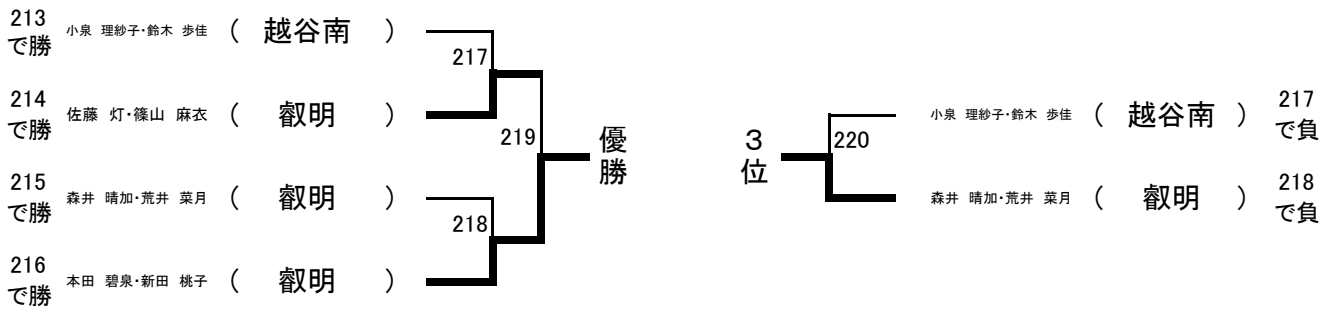 213
で勝
小泉 理紗子・鈴木 歩佳 ( 越谷南 )
217
214
で勝
佐藤 灯・篠山 麻衣 ( 叡明 )
219
優勝
215
で勝
森井 晴加・荒井 菜月 ( 叡明 )
218
216
で勝
本田 碧泉・新田 桃子 ( 叡明 )
3位
220
小泉 理紗子・鈴木 歩佳 ( 越谷南 )
217
で負
森井 晴加・荒井 菜月 ( 叡明 )
218
で負